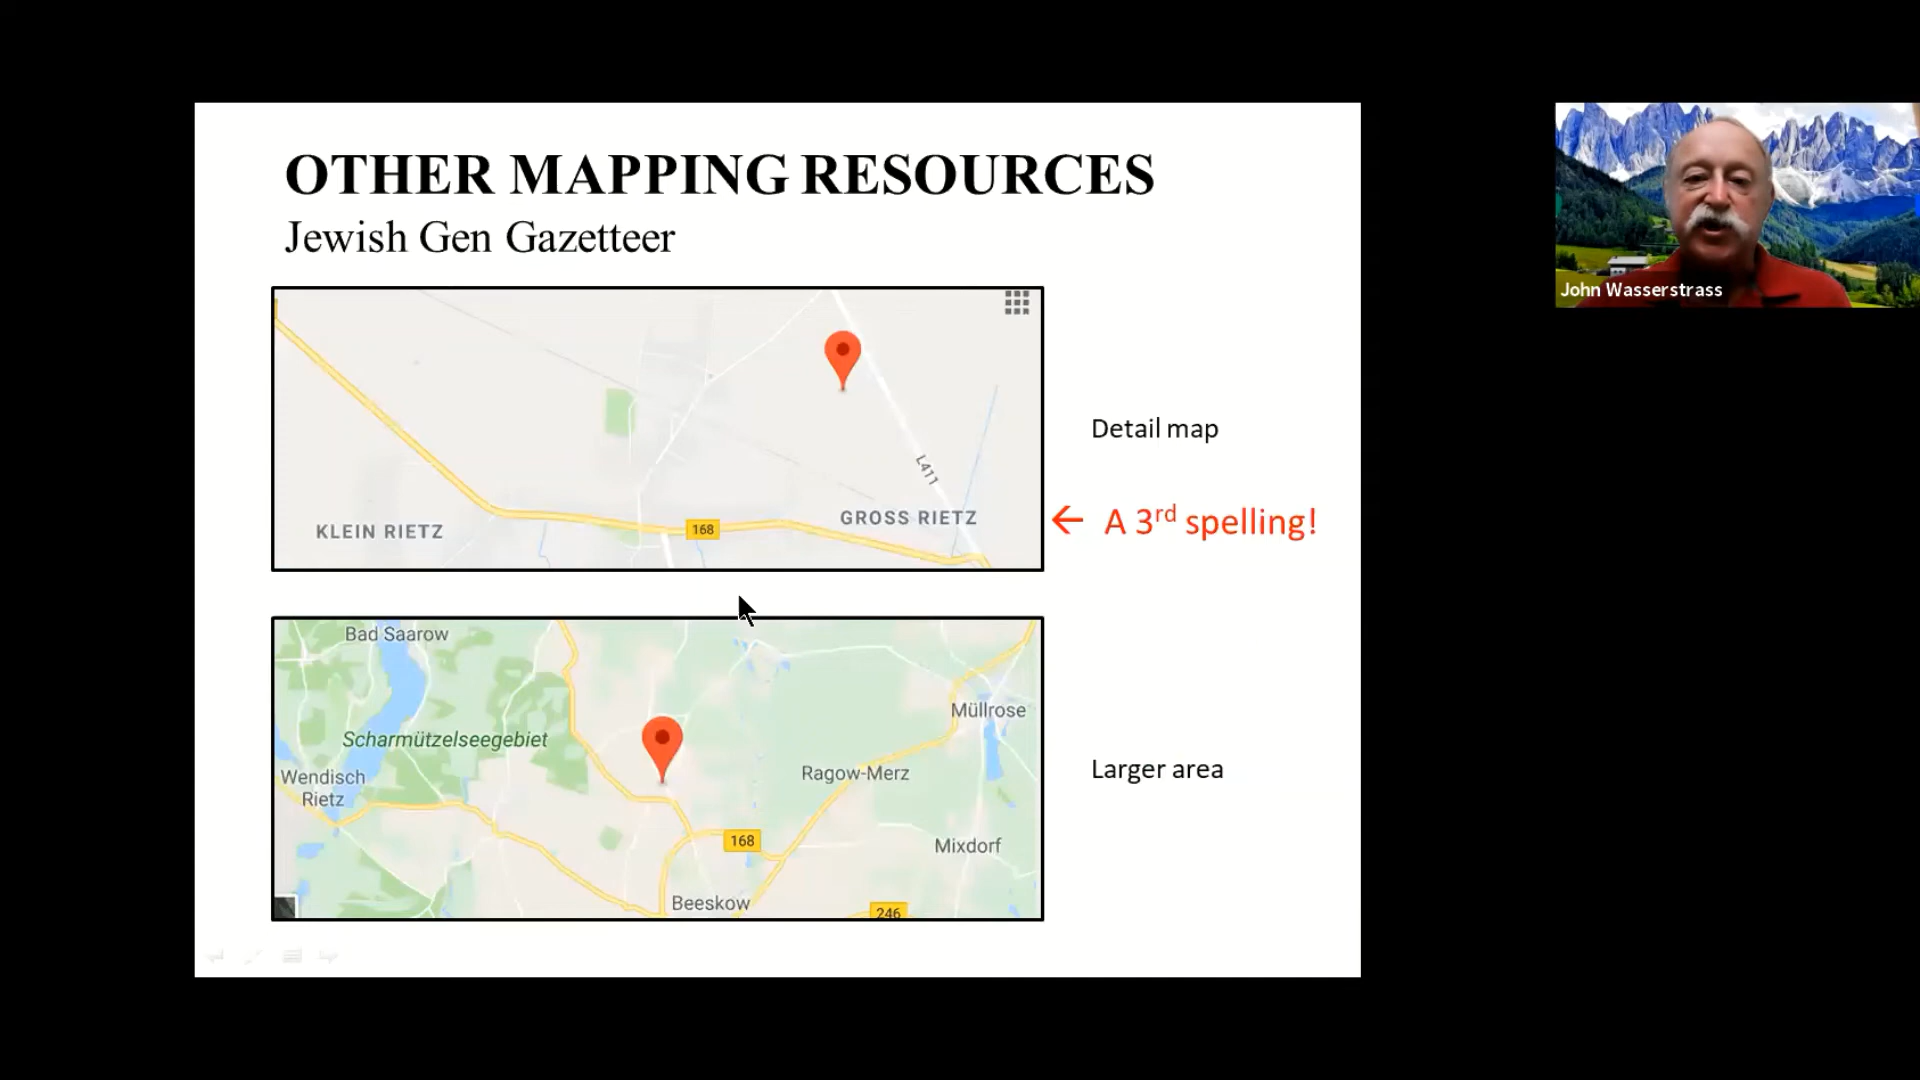 OTHER MAPPING RESOURCES
Jewish Gen Gazetteer
L411
KLEIN RIETZ
168
GROSS RIETZ
Detail map
← A 3rd spelling!
Bad Saarow
Scharmützelseegebiet
Wendisch
Rietz
Müllrose
Ragow-Merz
168
Mixdorf
Beeskow
246
Larger area
John Wasserstrass